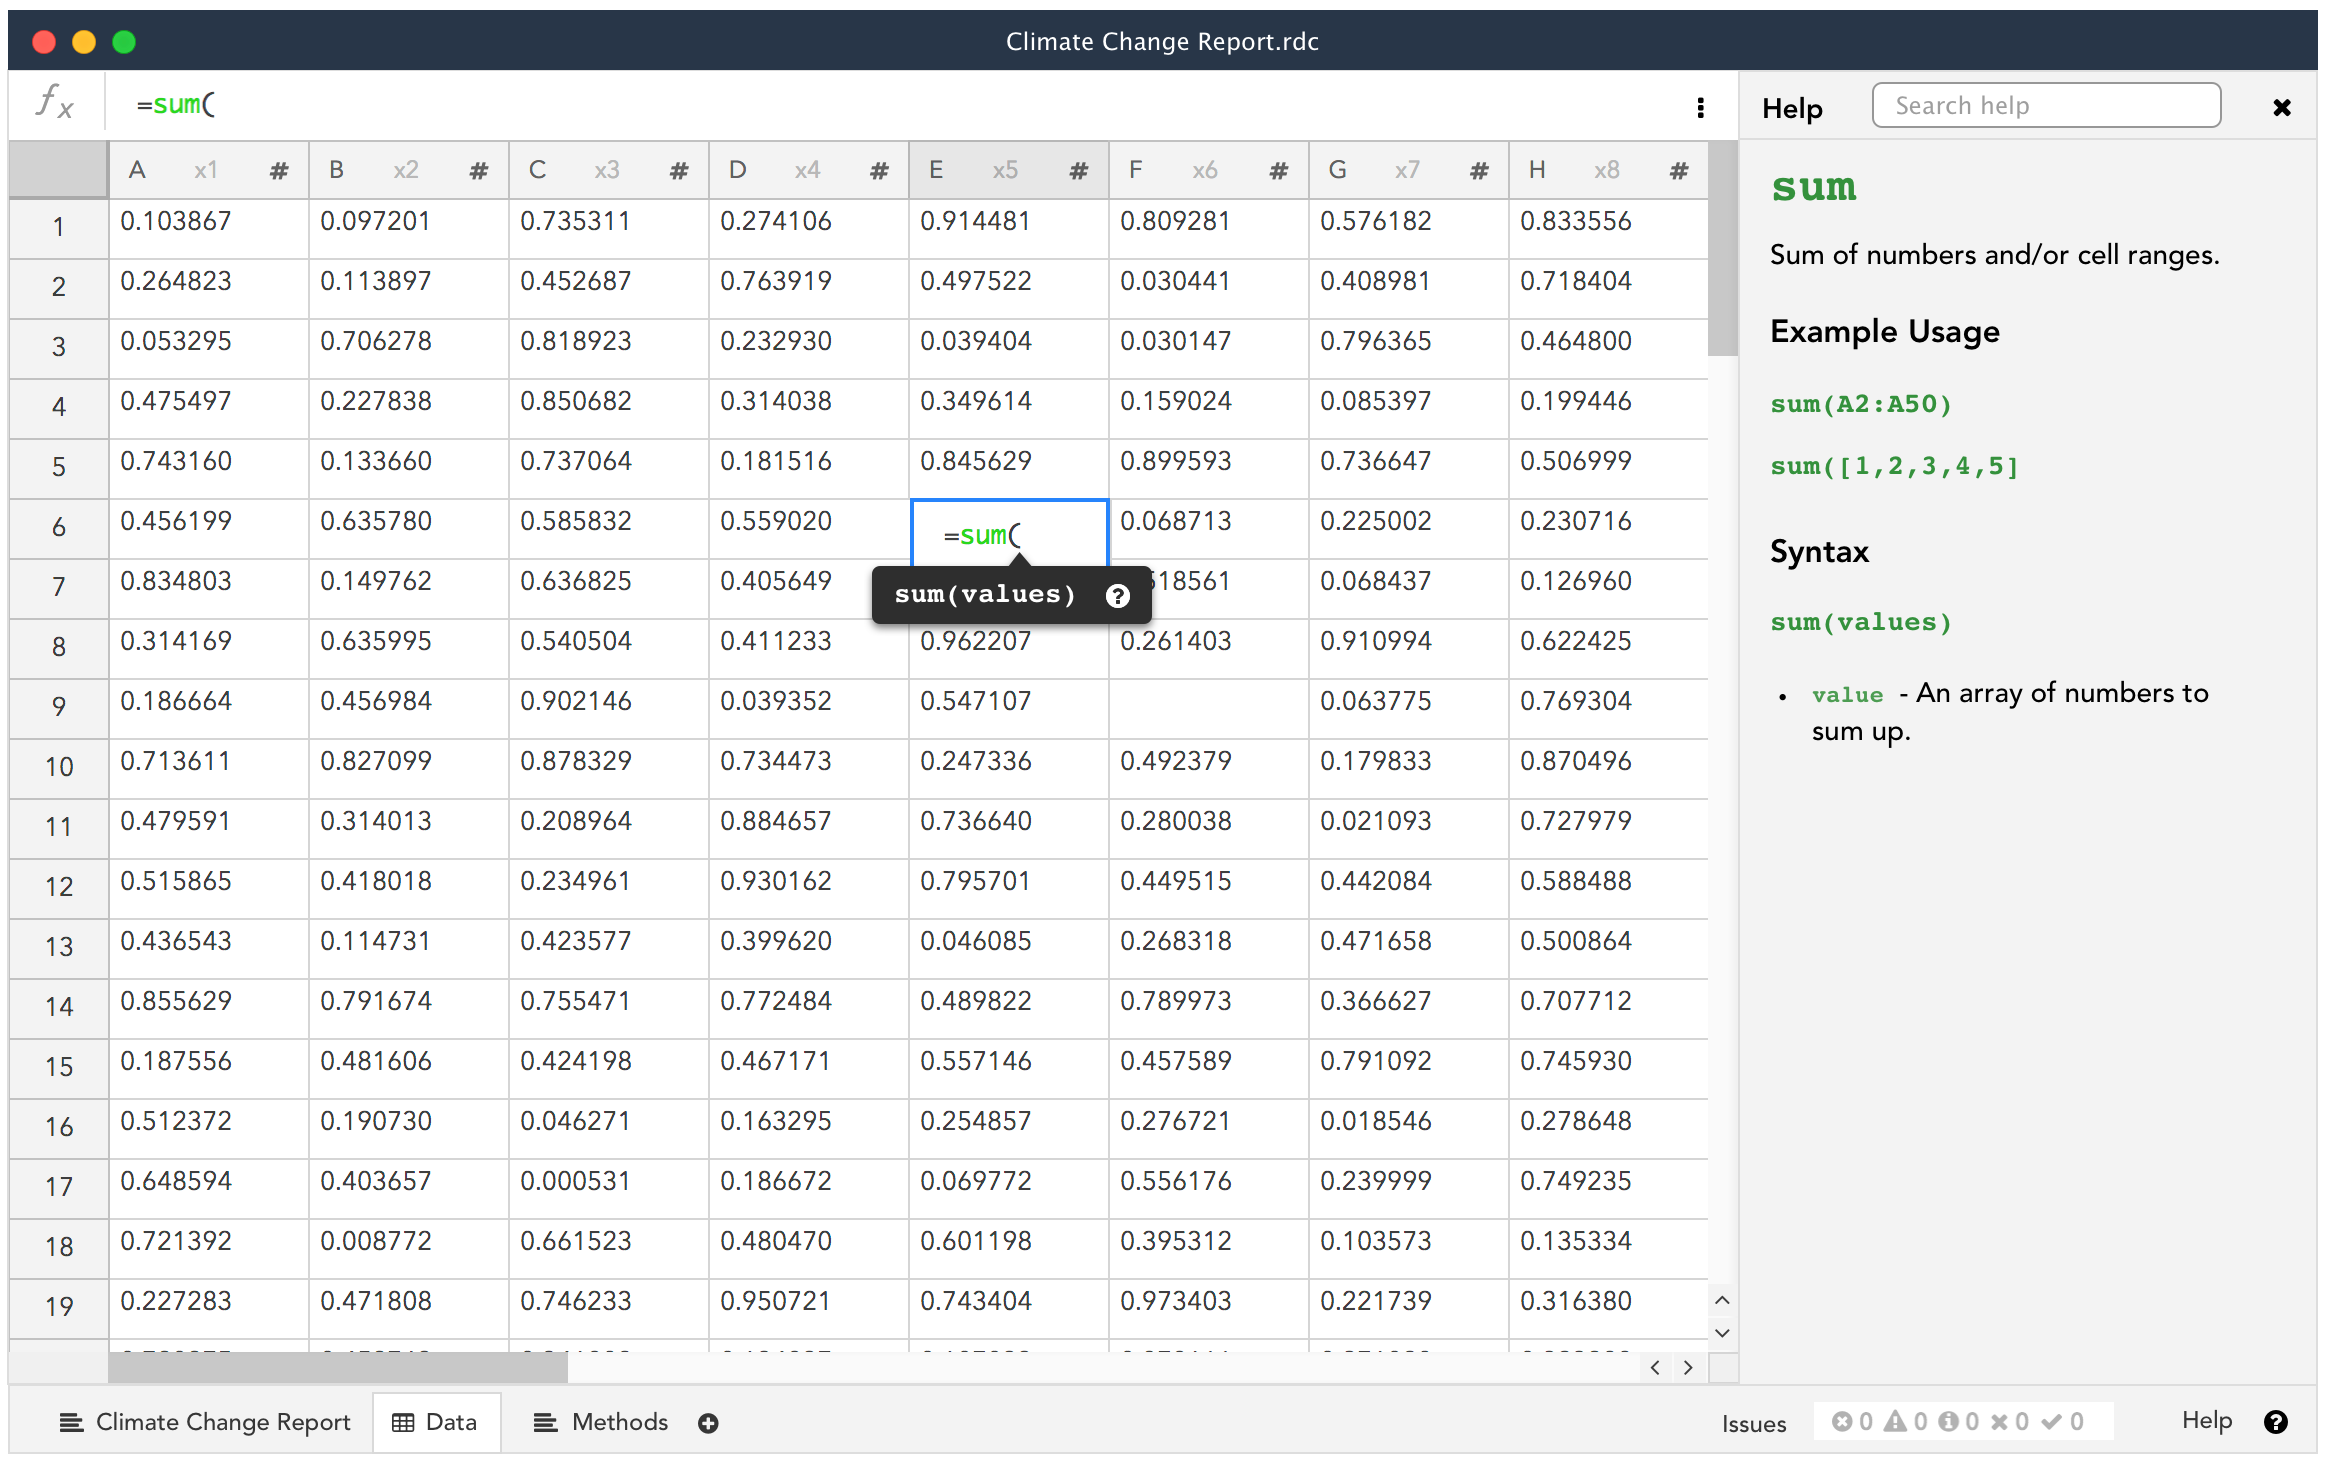 Climate Change Report.rdc
fx =sum(
Help Search help
A x1 # B x2 # C x3 # D x4 # E x5 # F x6 # G x7 # H x8 #
1 0.103867 0.097201 0.735311 0.274106 0.914481 0.809281 0.576182 0.833556
2 0.264823 0.113897 0.452687 0.763919 0.497522 0.030441 0.408981 0.718404
3 0.053295 0.706278 0.818923 0.232930 0.039404 0.030147 0.796365 0.464800
4 0.475497 0.227838 0.850682 0.314038 0.349614 0.159024 0.085397 0.199446
5 0.743160 0.133660 0.737064 0.181516 0.845629 0.899593 0.736647 0.506999
6 0.456199 0.635780 0.585832 0.559020 =sum( 0.068713 0.225002 0.230716
7 0.834803 0.149762 0.636825 0.405649 sum(values) ? 18561 0.068437 0.126960
8 0.314169 0.635995 0.540504 0.411233 0.962207 0.261403 0.910994 0.622425
9 0.186664 0.456984 0.902146 0.039352 0.547107 0.063775 0.769304
10 0.713611 0.827099 0.878329 0.734473 0.247336 0.492379 0.179833 0.870496
11 0.479591 0.314013 0.208964 0.884657 0.736640 0.280038 0.021093 0.727979
12 0.515865 0.418018 0.234961 0.930162 0.795701 0.449515 0.442084 0.588488
13 0.436543 0.114731 0.423577 0.399620 0.046085 0.268318 0.471658 0.500864
14 0.855629 0.791674 0.755471 0.772484 0.489822 0.789973 0.366627 0.707712
15 0.187556 0.481606 0.424198 0.467171 0.557146 0.457589 0.791092 0.745930
16 0.512372 0.190730 0.046271 0.163295 0.254857 0.276721 0.018546 0.278648
17 0.648594 0.403657 0.000531 0.186672 0.069772 0.556176 0.239999 0.749235
18 0.721392 0.008772 0.661523 0.480470 0.601198 0.395312 0.103573 0.135334
19 0.227283 0.471808 0.746233 0.950721 0.743404 0.973403 0.221739 0.316380
sum
Sum of numbers and/or cell ranges.
Example Usage
sum(A2:A50)
sum([1,2,3,4,5]
Syntax
sum(values)
• value - An array of numbers to
sum up.
Climate Change Report Data Methods
Issues 0 0 0 0 0 Help ?